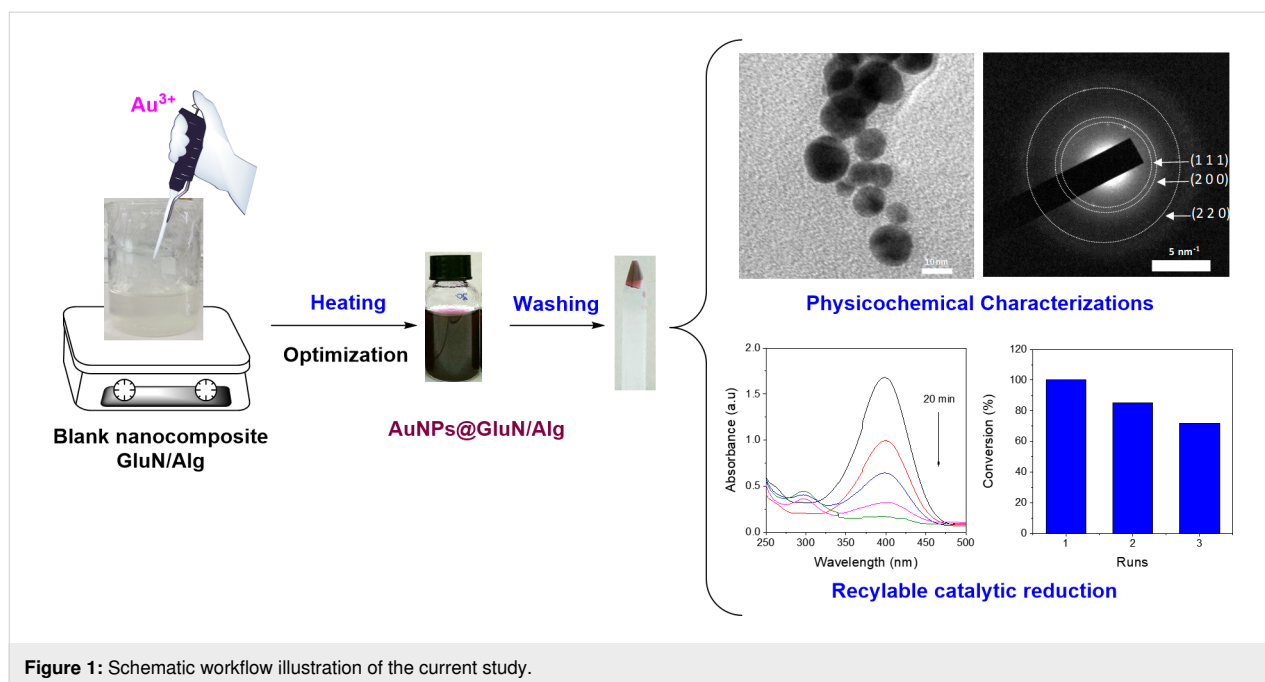 Au3+
Heating
Optimization
Washing
Blank nanocomposite
GluN/Alg
AuNPs@GluN/Alg
10 nm
(1 1 1)
(2 0 0)
(2 2 0)
5 nm-1
Physicochemical Characterizations
Absorbance (a.u)
2.0
1.5
1.0
0.5
0.0
20 min
250 300 350 400 450 500
Wavelength (nm)
Conversion (%)
120
100
80
60
40
20
0
1 2 3
Runs
Recylable catalytic reduction
Figure 1: Schematic workflow illustration of the current study.